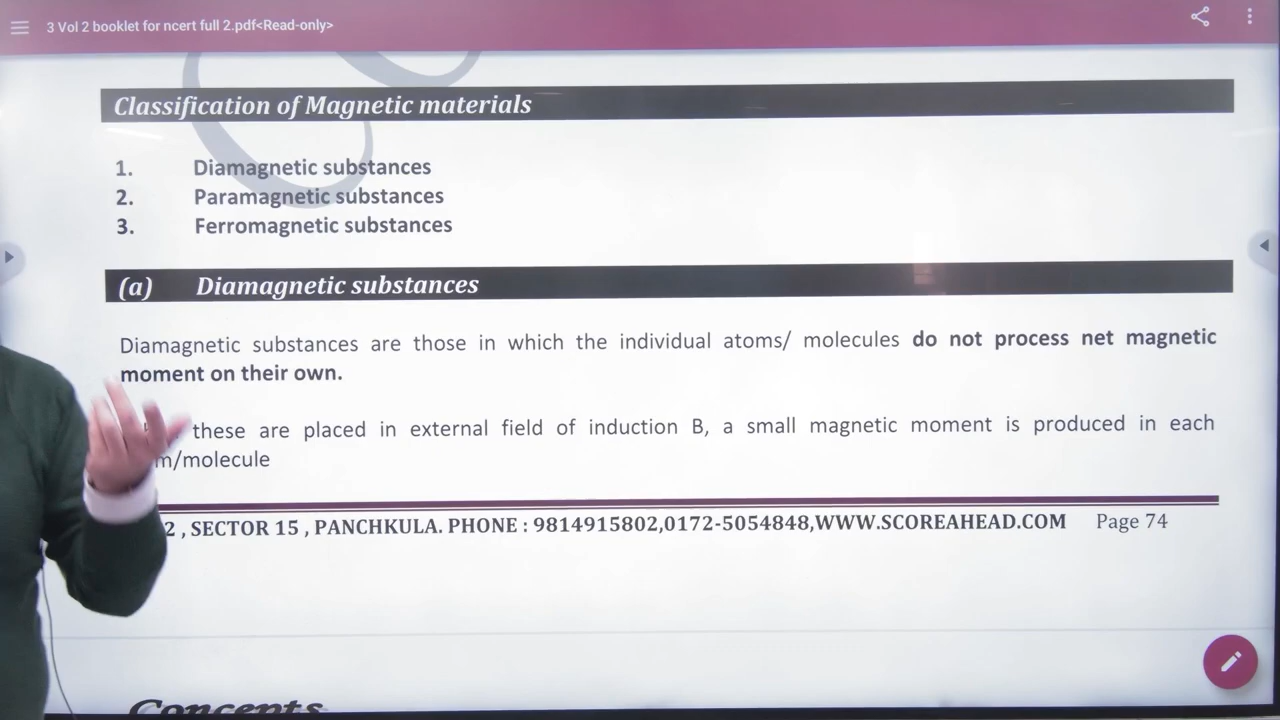 3 Vol 2 booklet for ncert full 2.pdf<Read-only>
Classification of Magnetic materials
1. Diamagnetic substances
2. Paramagnetic substances
3. Ferromagnetic substances
(a) Diamagnetic substances
Diamagnetic substances are those in which the individual atoms/ molecules do not process net magnetic
moment on their own.
these are placed in external field of induction B, a small magnetic moment is produced in each
m/molecule
2 , SECTOR 15 , PANCHKULA. PHONE : 9814915802,0172-5054848,WWW.SCOREAHEAD.COM Page 74
Concepts